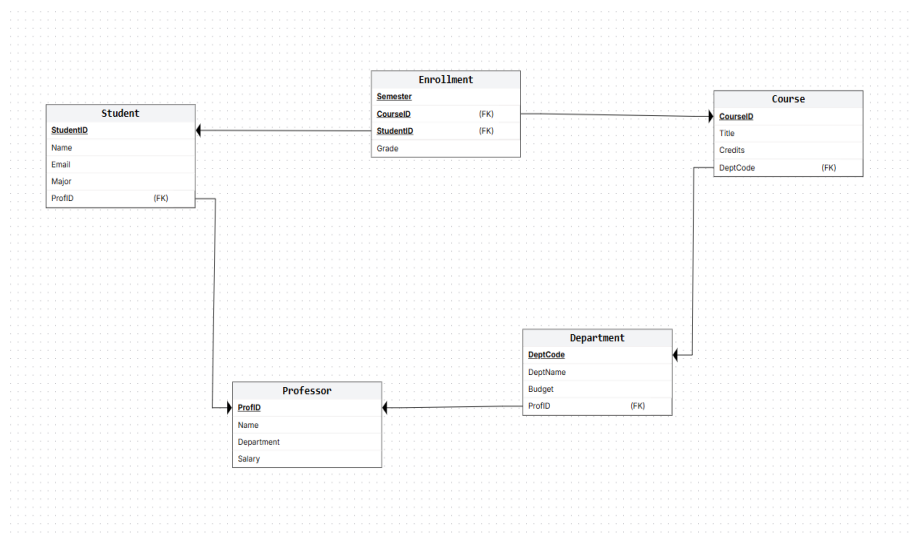 Enrollment
Semester
CourseID (FK)
StudentID (FK)
Grade
Student
StudentID
Name
Email
Major
ProfID (FK)
Course
CourseID
Title
Credits
DeptCode (FK)
Department
DeptCode
DeptName
Budget
ProfID (FK)
Professor
ProfID
Name
Department
Salary